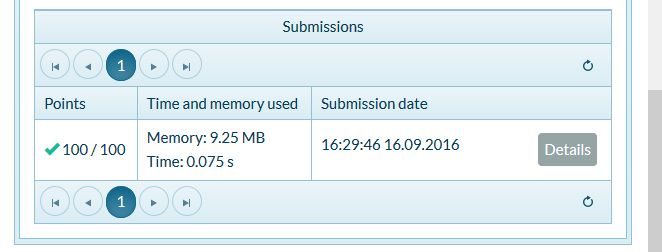 Submissions
1
Points Time and memory used Submission date
100 / 100
Memory: 9.25 MB
Time: 0.075 s
16:29:46 16.09.2016
Details
1